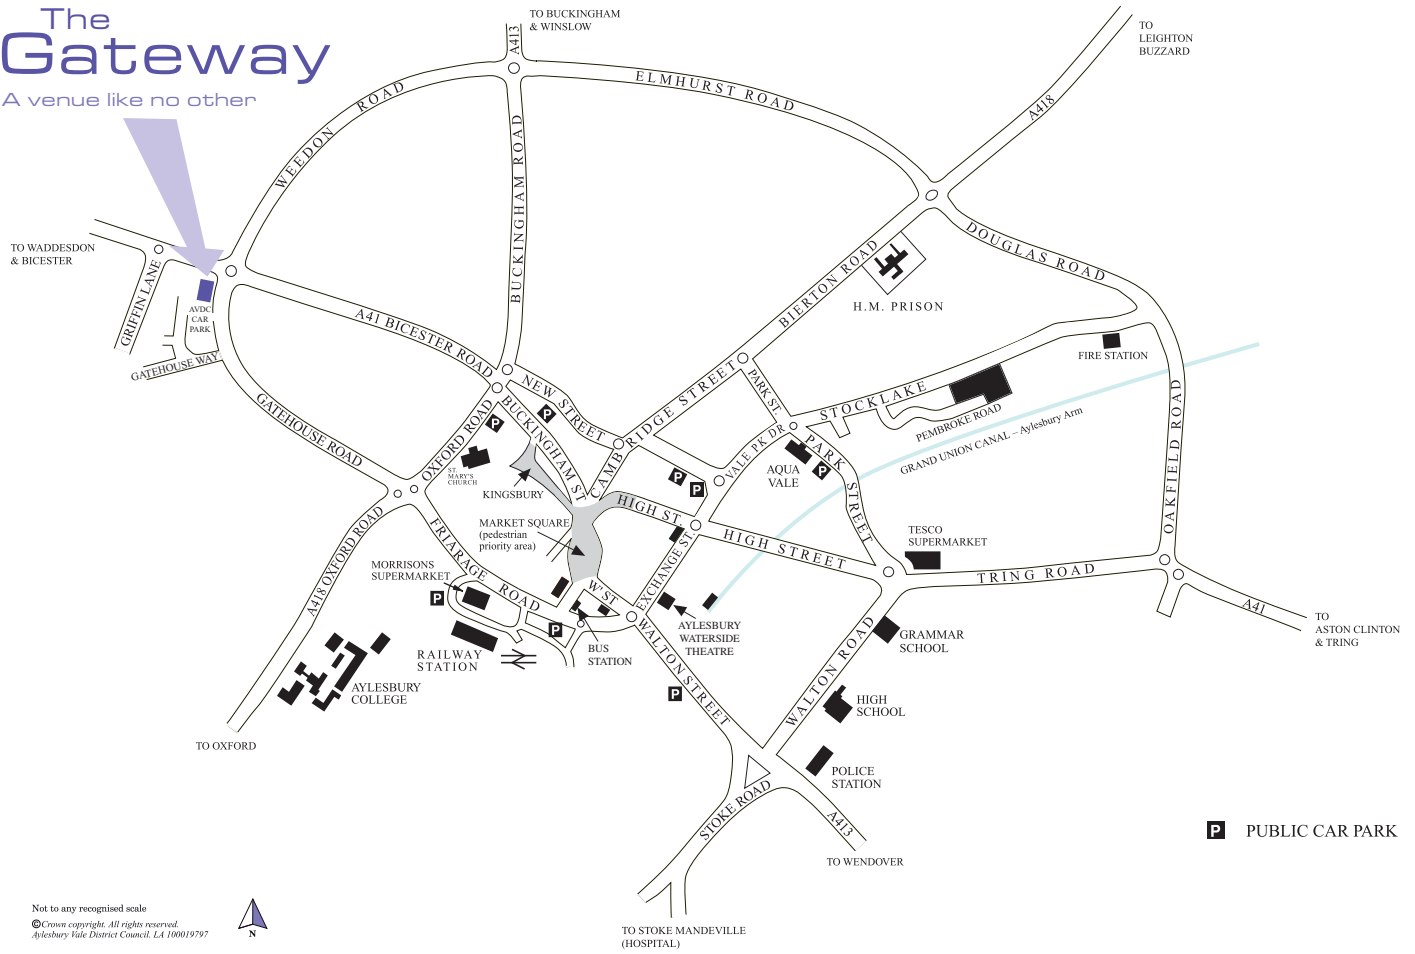 The
Gateway
A venue like no other
TO BUCKINGHAM
& WINSLOW
A413
TO
LEIGHTON
BUZZARD
A418
ELMHURST ROAD
WEEDON ROAD
BUCKINGHAM ROAD
TO WADDESDON
& BICESTER
GRIFFIN LANE
AVDC
CAR
PARK
GATEHOUSE WAY
A41 BICESTER ROAD
GATEHOUSE ROAD
DOUGLAS ROAD
BIERTON ROAD
H.M. PRISON
FIRE STATION
STOCKLAKE
PEMBROKE ROAD
GRAND UNION CANAL – Aylesbury Arm
OAKFIELD ROAD
NEW STREET
P
CAMBRIDGE STREET
PARK ST.
VALE PK DR
AQUA
VALE
P
PARK STREET
OXFORD ROAD
P
BUCKINGHAM ST
ST.
MARY'S
CHURCH
KINGSBURY
P
P
HIGH ST.
HIGH STREET
MARKET SQUARE
(pedestrian
priority area)
EXCHANGE ST.
TESCO
SUPERMARKET
TRING ROAD
A41
TO
ASTON CLINTON
& TRING
A418 OXFORD ROAD
FRIARAGE ROAD
MORRISONS
SUPERMARKET
P
W'ST
P
BUS
STATION
AYLESBURY
WATERSIDE
THEATRE
RAILWAY
STATION
AYLESBURY
COLLEGE
WALTON STREET
P
WALTON ROAD
GRAMMAR
SCHOOL
HIGH
SCHOOL
POLICE
STATION
TO OXFORD
STOKE ROAD
A413
TO WENDOVER
P PUBLIC CAR PARK
TO STOKE MANDEVILLE
(HOSPITAL)
Not to any recognised scale
©Crown copyright. All rights reserved.
Aylesbury Vale District Council. LA 100019797
N